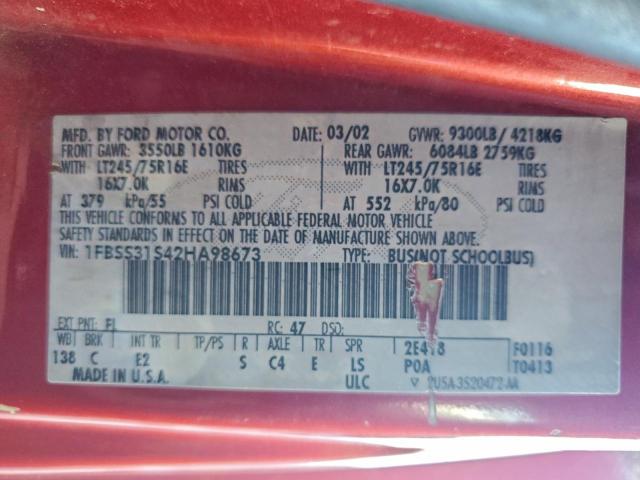 MFD. BY FORD MOTOR CO. DATE: 03/02 GVWR: 9300LB/ 4218KG
FRONT GAWR: 3550LB 1610KG REAR GAWR: 6084LB 2759KG
WITH LT245/75R16E TIRES WITH LT245/75R16E TIRES
16X7.0K RIMS 16X7.0K RIMS
AT 379 kPa/55 PSI COLD AT 552 kPa/80 PSI COLD
THIS VEHICLE CONFORMS TO ALL APPLICABLE FEDERAL MOTOR VEHICLE
SAFETY STANDARDS IN EFFECT ON THE DATE OF MANUFACTURE SHOWN ABOVE.
VIN: 1FBSS31S42HA98673 TYPE: BUS(NOT SCHOOLBUS)
EXT PNT: FL RC: 47 DSO:
WB BRK INT TR TP/PS R AXLE TR SPR 2E418 F0116
138 C E2 S C4 E LS POA T0413
MADE IN U.S.A. ULC 2U5A-3520472-AA